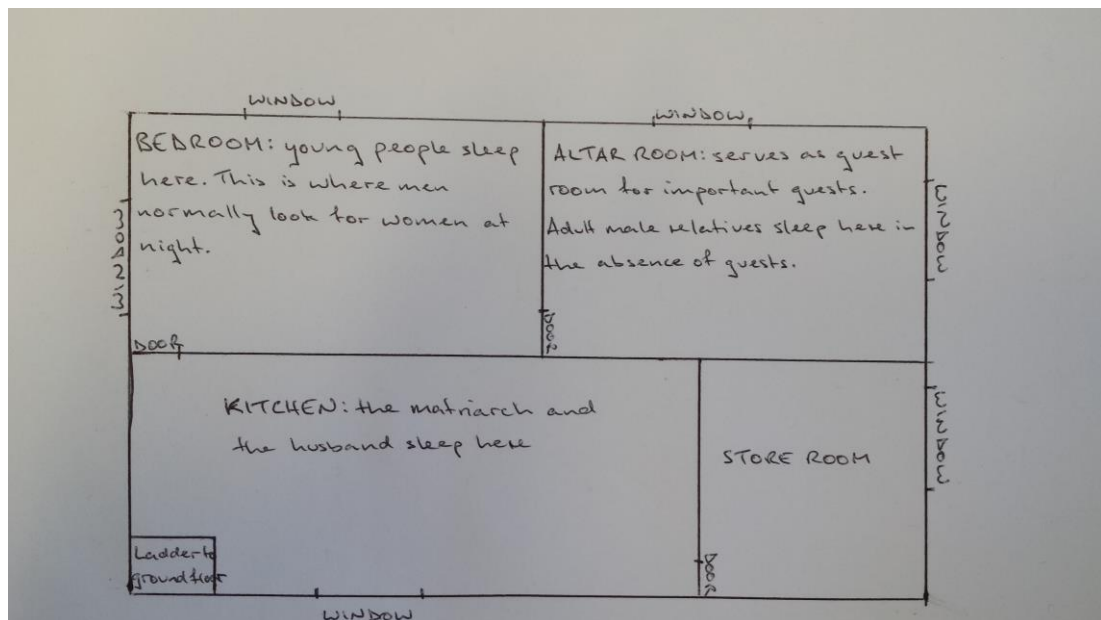 WINDOW
WINDOW
BEDROOM: young people sleep
here. This is where men
normally look for women at
night.
ALTAR ROOM: serves as guest
room for important guests.
Adult male relatives sleep here in
the absence of guests.
WINDOW
WINDOW
DOOR
DOOR
KITCHEN: the matriarch and
the husband sleep here
STORE ROOM
WINDOW
Ladder to
ground floor
DOOR
WINDOW